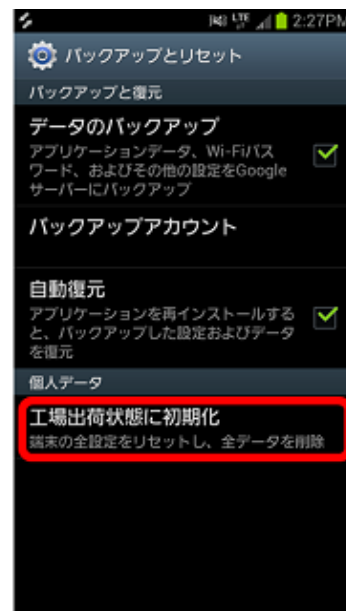 LTE 2:27PM
バックアップとリセット
バックアップと復元
データのバックアップ
アプリケーションデータ、Wi-Fiパス
ワード、およびその他の設定をGoogle
サーバーにバックアップ
バックアップアカウント
自動復元
アプリケーションを再インストールする
と、バックアップした設定およびデータ
を復元
個人データ
工場出荷状態に初期化
端末の全設定をリセットし、全データを削除